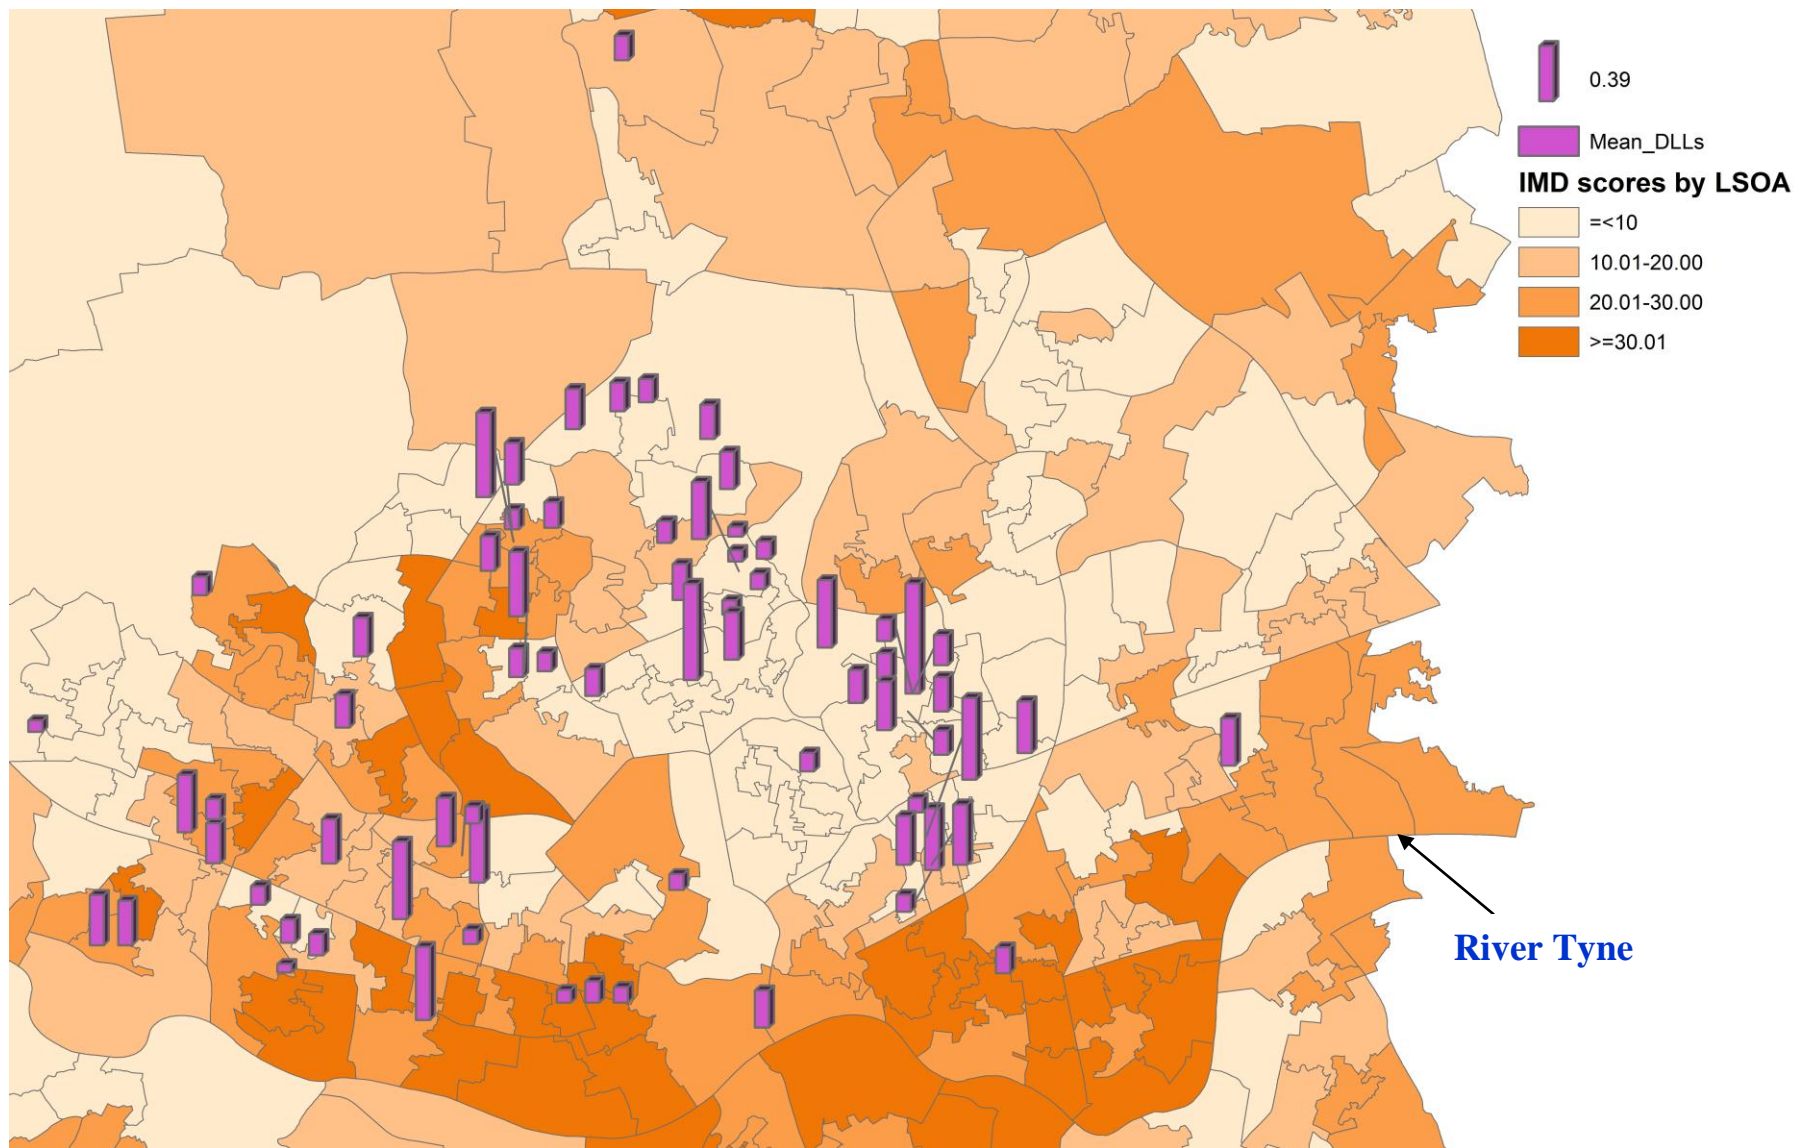 0.39
Mean_DLLs
IMD scores by LSOA
=<10
10.01-20.00
20.01-30.00
>=30.01
River Tyne